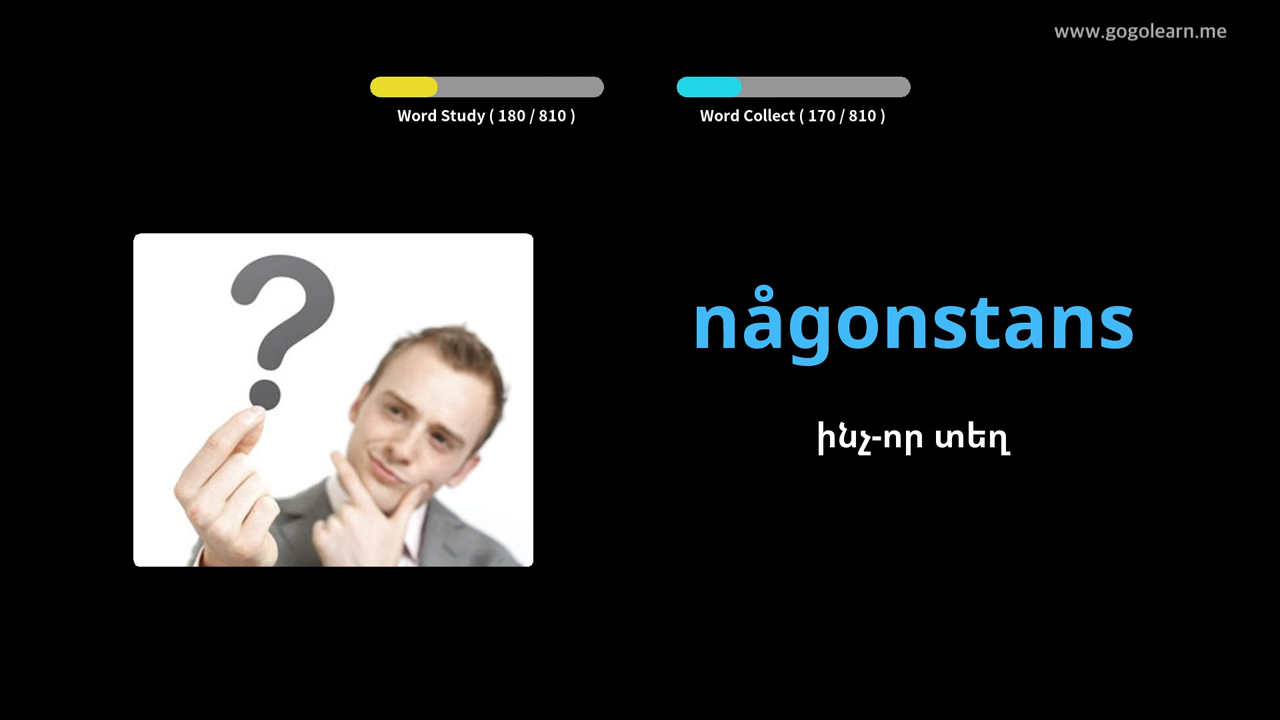 www.gogolearn.me
Word Study ( 180 / 810 )
Word Collect ( 170 / 810 )
någonstans
ինչ-որ տեղ